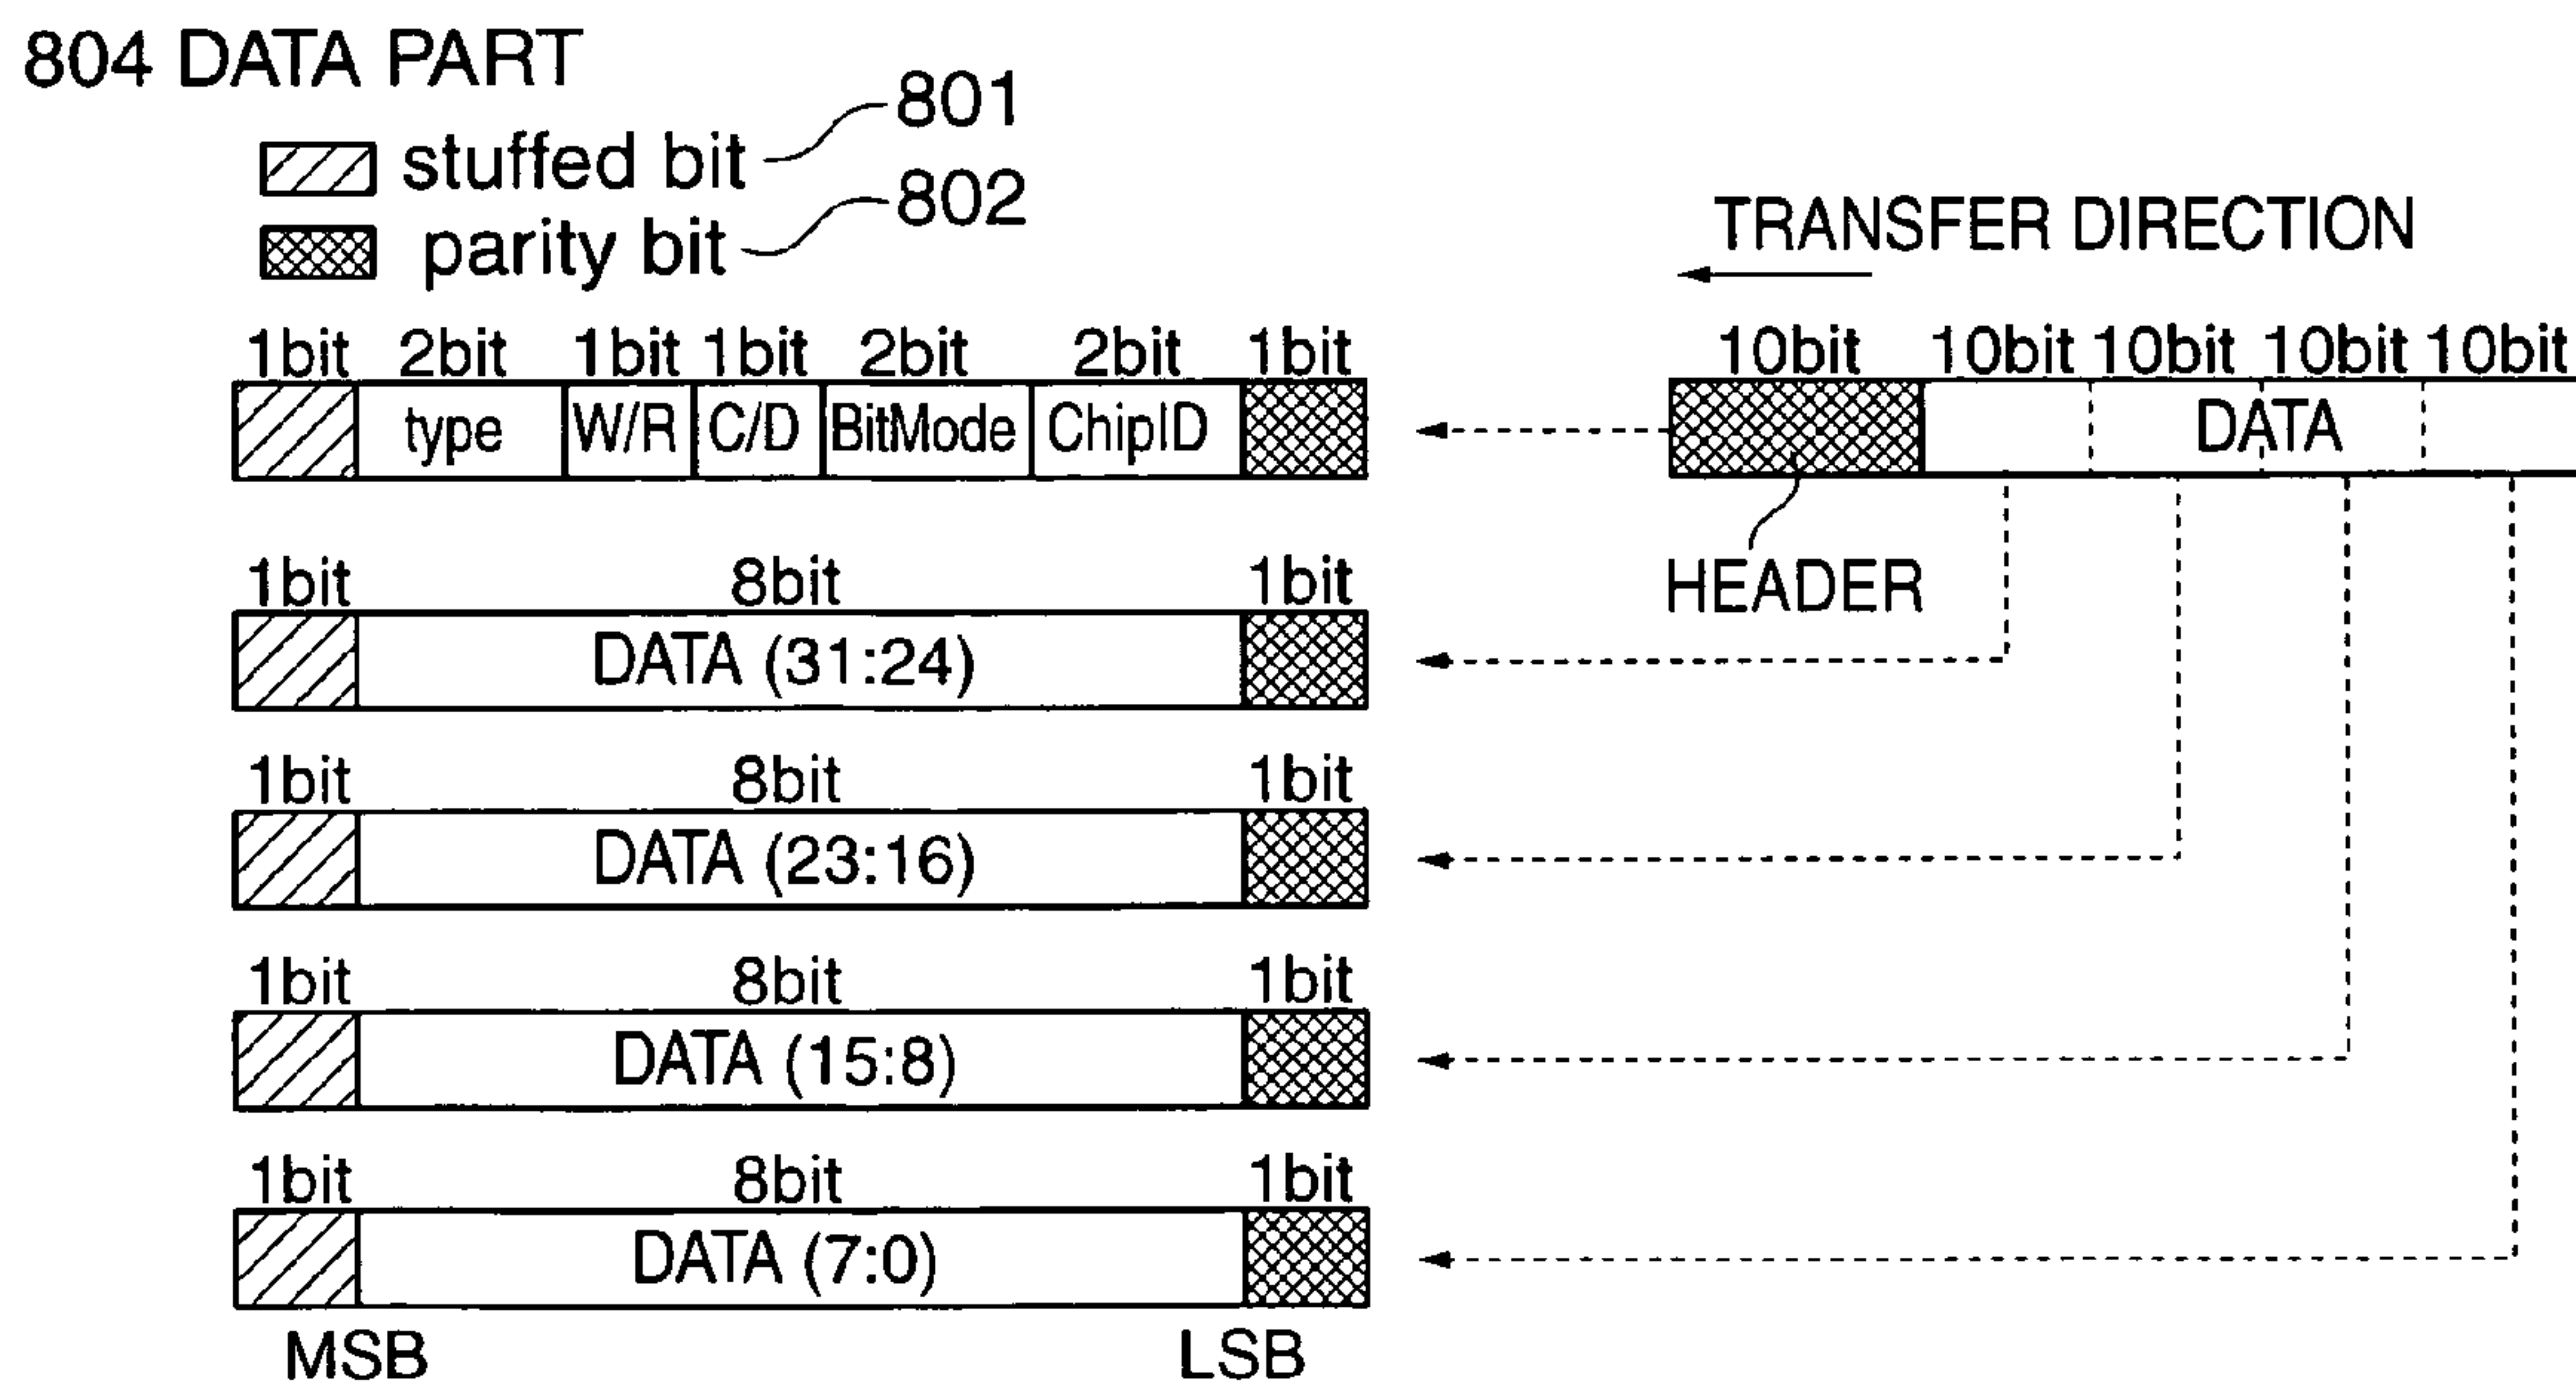 804 DATA PART
stuffed bit 801
parity bit 802
TRANSFER DIRECTION
1bit 2bit 1bit 1bit 2bit 2bit 1bit
10bit 10bit 10bit 10bit 10bit
type W/R C/D BitMode ChipID
DATA
HEADER
1bit 8bit 1bit
DATA (31:24)
1bit 8bit 1bit
DATA (23:16)
1bit 8bit 1bit
DATA (15:8)
1bit 8bit 1bit
DATA (7:0)
MSB LSB